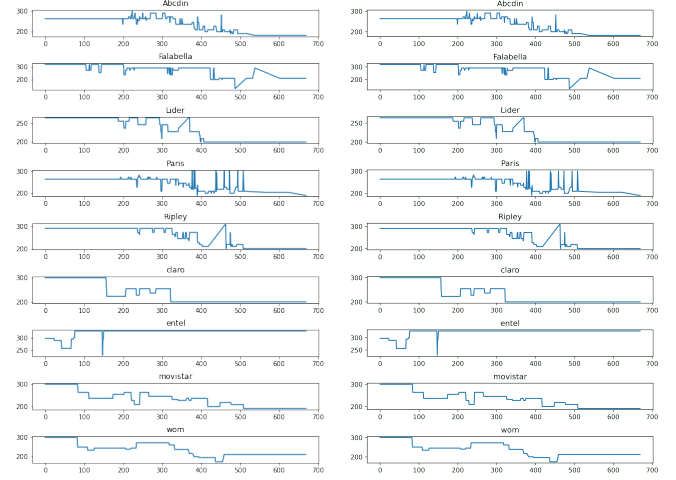 Abcdin Abcdin
300 300
200 200
0 100 200 300 400 500 600 700 0 100 200 300 400 500 600 700
Falabella Falabella
300 300
200 200
0 100 200 300 400 500 600 700 0 100 200 300 400 500 600 700
Lider Lider
250 250
200 200
0 100 200 300 400 500 600 700 0 100 200 300 400 500 600 700
Paris Paris
300 300
200 200
0 100 200 300 400 500 600 700 0 100 200 300 400 500 600 700
Ripley Ripley
300 300
200 200
0 100 200 300 400 500 600 700 0 100 200 300 400 500 600 700
claro claro
300 300
200 200
0 100 200 300 400 500 600 700 0 100 200 300 400 500 600 700
entel entel
300 300
250 250
0 100 200 300 400 500 600 700 0 100 200 300 400 500 600 700
movistar movistar
300 300
200 200
0 100 200 300 400 500 600 700 0 100 200 300 400 500 600 700
wom wom
300 300
200 200
0 100 200 300 400 500 600 700 0 100 200 300 400 500 600 700